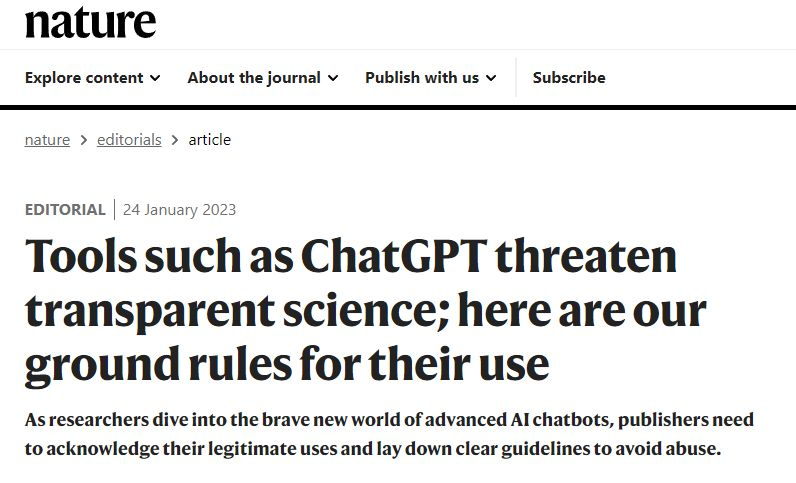 nature
Explore content About the journal Publish with us Subscribe
nature > editorials > article
EDITORIAL | 24 January 2023
Tools such as ChatGPT threaten
transparent science; here are our
ground rules for their use
As researchers dive into the brave new world of advanced AI chatbots, publishers need
to acknowledge their legitimate uses and lay down clear guidelines to avoid abuse.